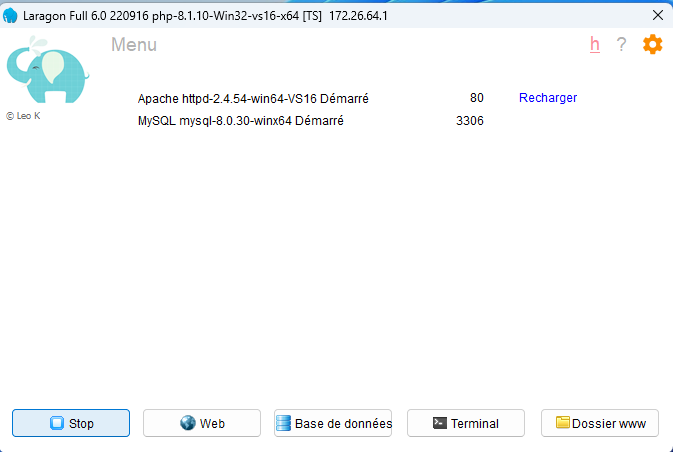 Laragon Full 6.0 220916 php-8.1.10-Win32-vs16-x64 [TS] 172.26.64.1
Menu h ?
Apache httpd-2.4.54-win64-VS16 Démarré 80 Recharger
© Leo K
MySQL mysql-8.0.30-winx64 Démarré 3306
Stop Web Base de données Terminal Dossier www